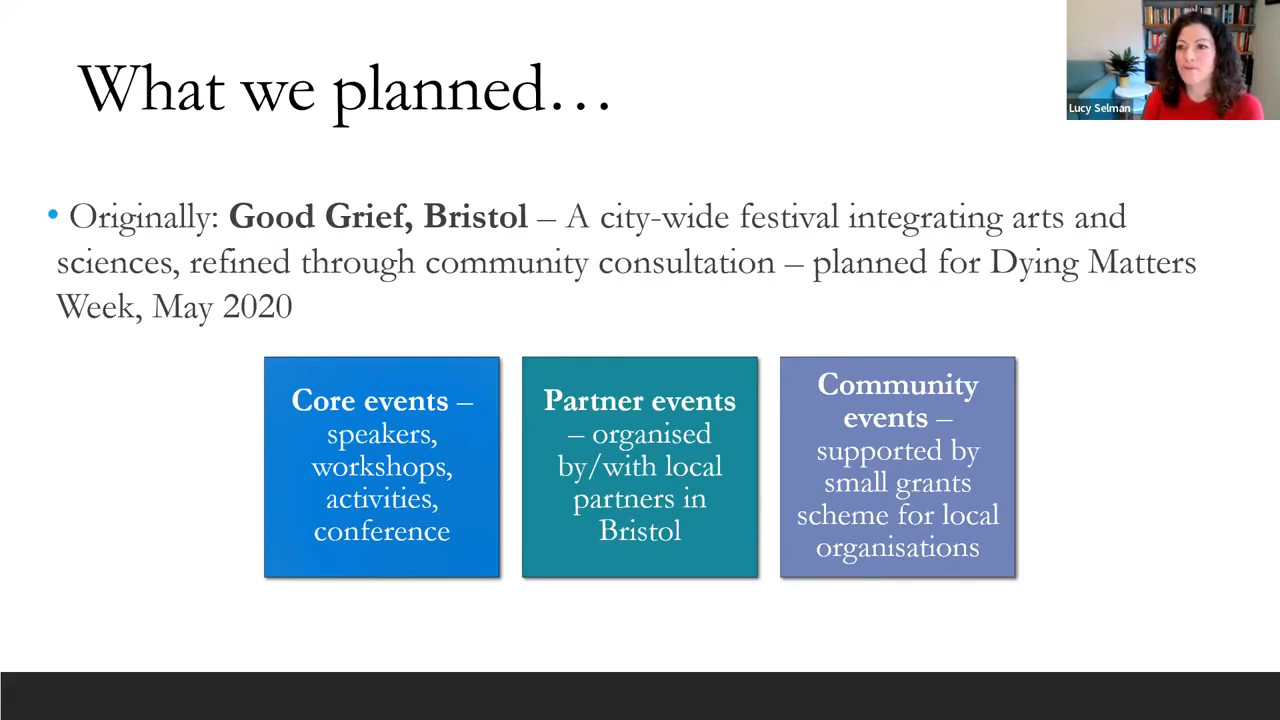 What we planned…
Lucy Selman
• Originally: Good Grief, Bristol – A city-wide festival integrating arts and
sciences, refined through community consultation – planned for Dying Matters
Week, May 2020
Core events –
speakers,
workshops,
activities,
conference
Partner events
– organised
by/with local
partners in
Bristol
Community
events –
supported by
small grants
scheme for local
organisations